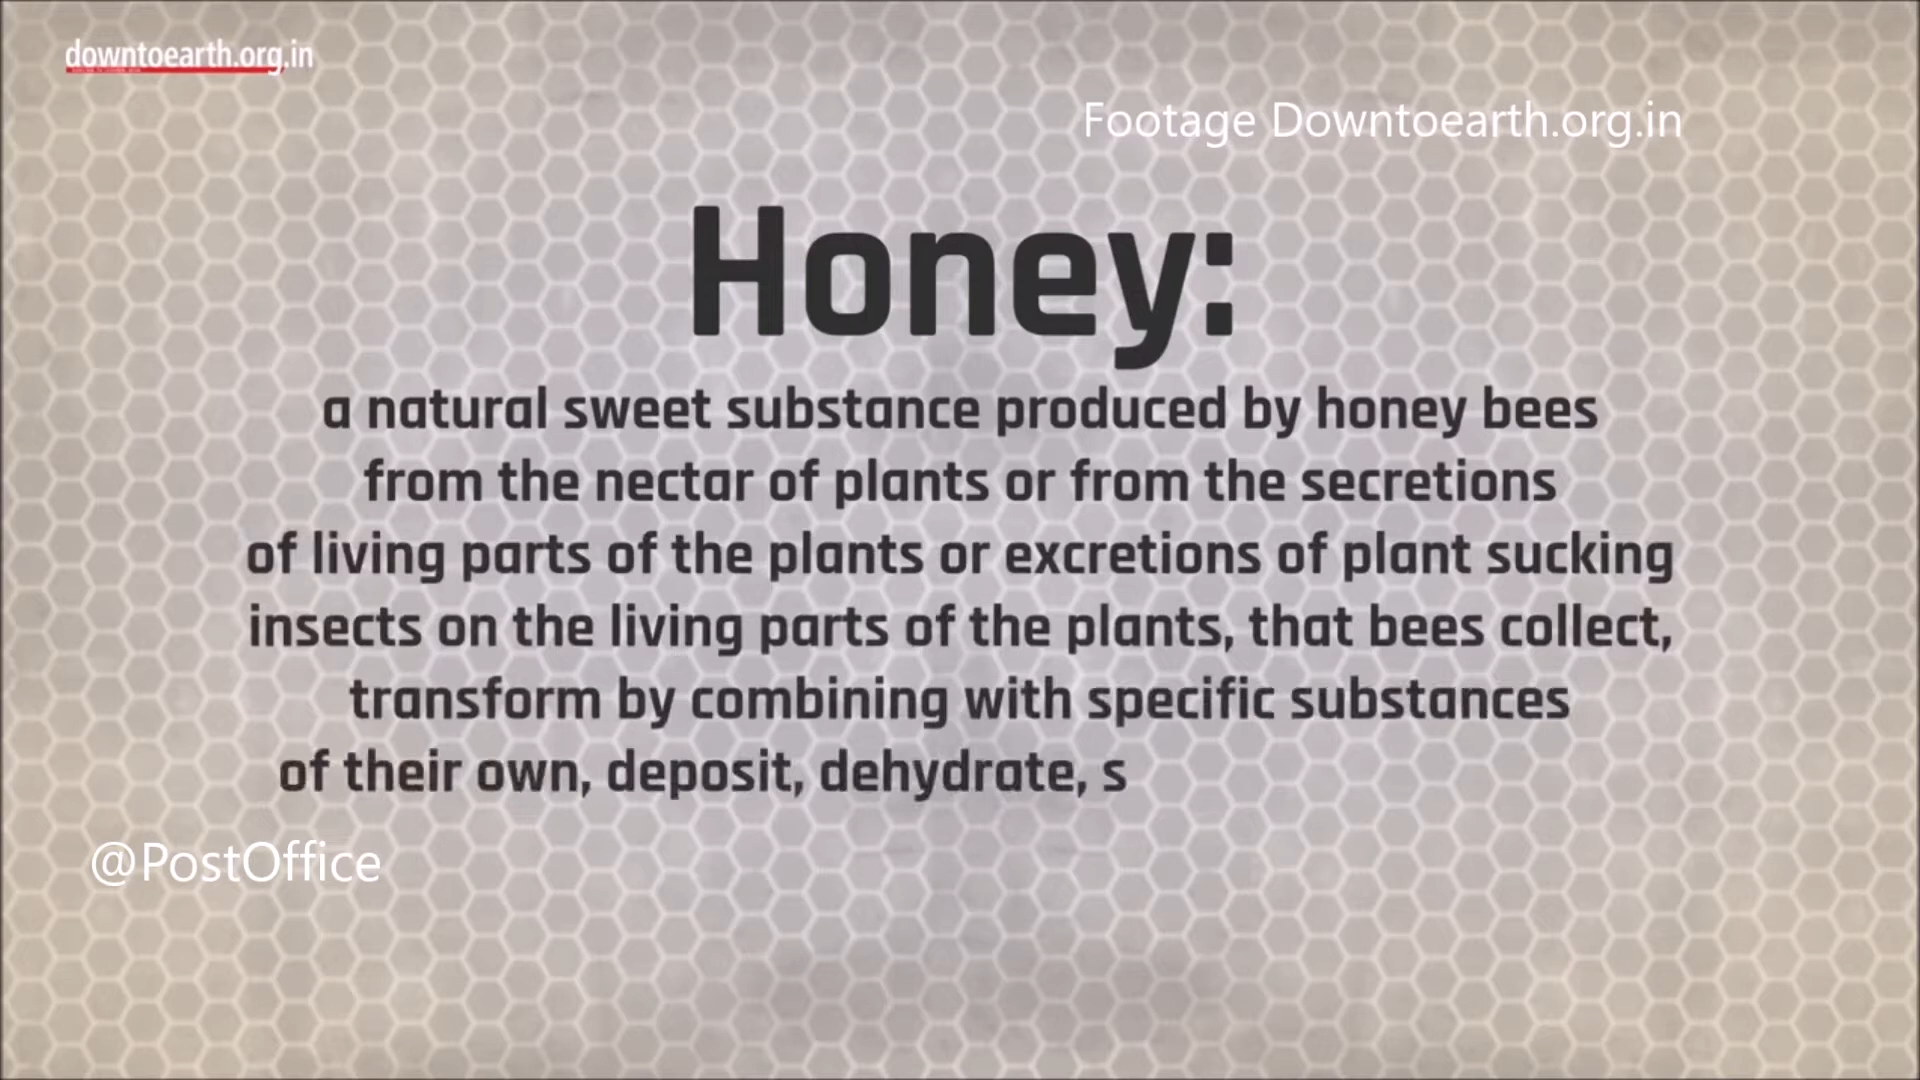 downtoearth.org.in
Footage Downtoearth.org.in
Honey:
a natural sweet substance produced by honey bees
from the nectar of plants or from the secretions
of living parts of the plants or excretions of plant sucking
insects on the living parts of the plants, that bees collect,
transform by combining with specific substances
of their own, deposit, dehydrate, s
@PostOffice